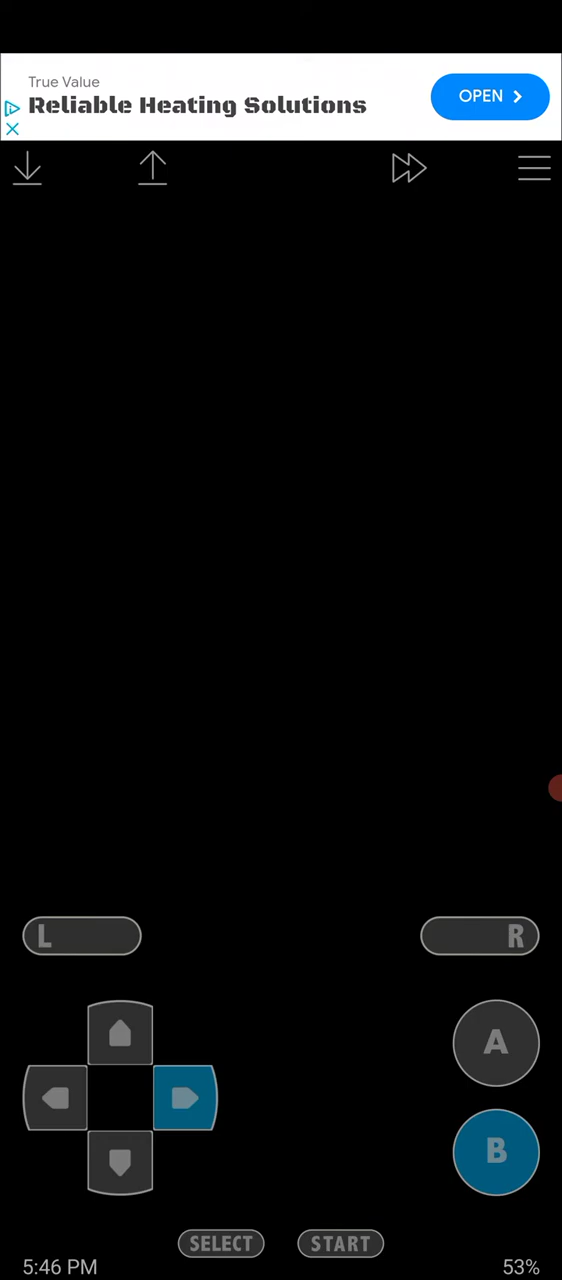 True Value
Reliable Heating Solutions
OPEN
L
R
A
B
SELECT
START
5:46 PM
53%